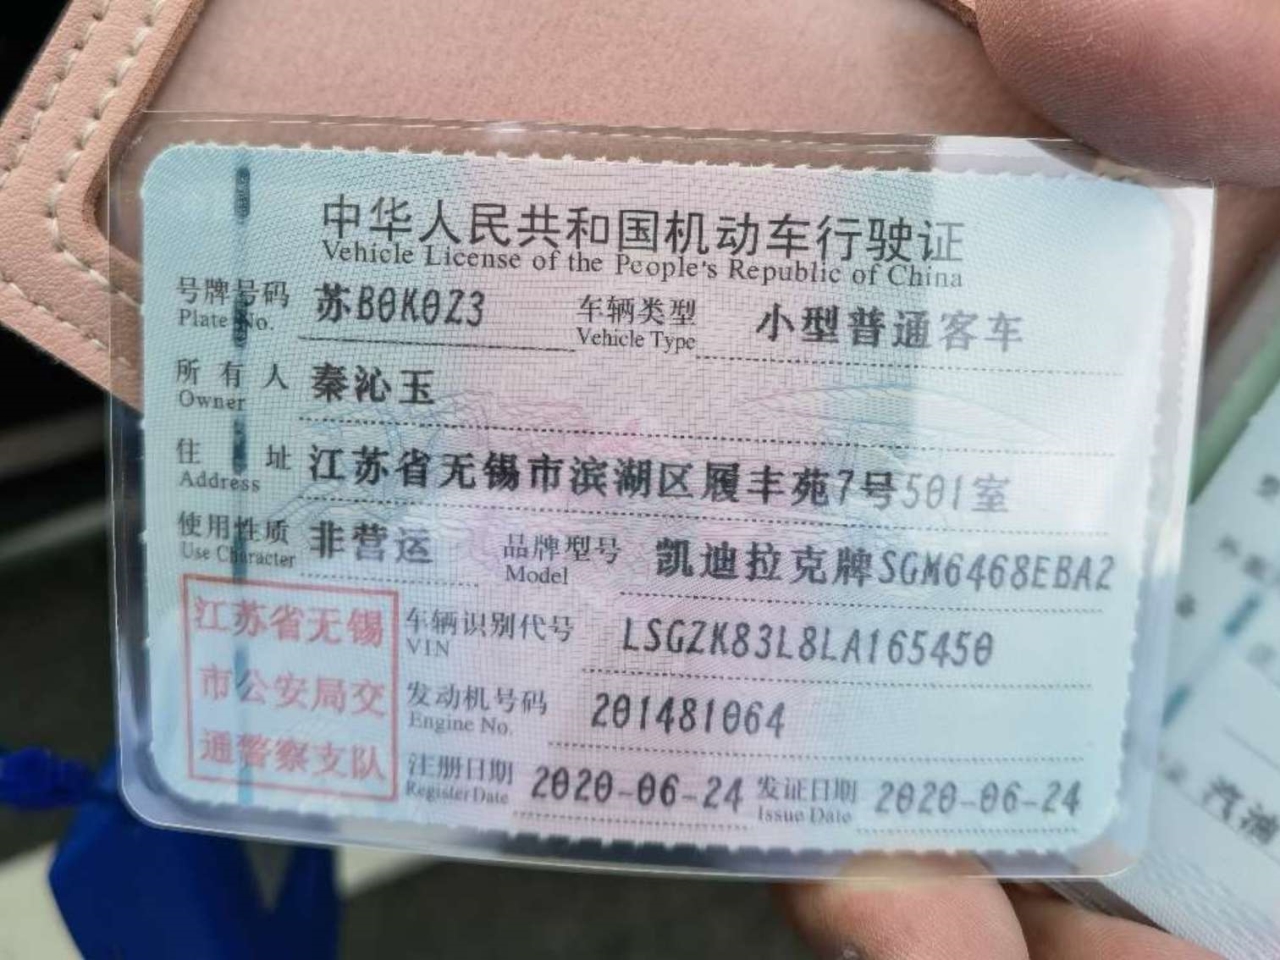 中华人民共和国机动车行驶证
Vehicle License of the People's Republic of China
号牌号码 苏B0K0Z3 车辆类型 小型普通客车
Plate No. Vehicle Type
所有人 秦沁玉
Owner
住址 江苏省无锡市滨湖区履丰苑7号501室
Address
使用性质 非营运 品牌型号 凯迪拉克牌SGM6468EBA2
Use Character Model
江苏省无锡
市公安局交
通警察支队
车辆识别代号 LSGZK83L8LA165450
VIN
发动机号码 201481064
Engine No.
注册日期 2020-06-24 发证日期 2020-06-24
Register Date Issue Date
汽油